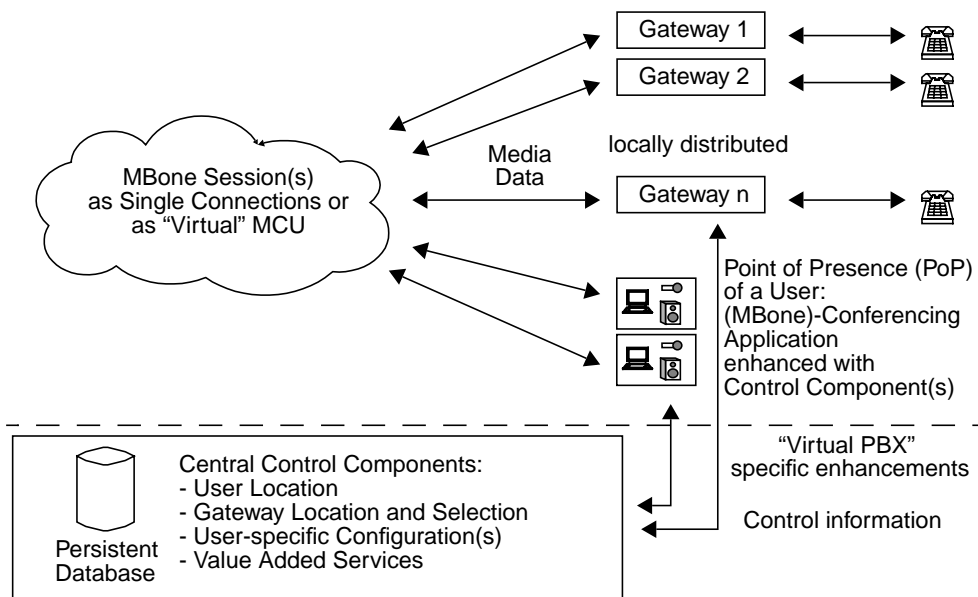 Gateway 1
Gateway 2
locally distributed
Media
Data
Gateway n
MBone Session(s)
as Single Connections or
as “Virtual” MCU
Point of Presence (PoP)
of a User:
(MBone)-Conferencing
Application
enhanced with
Control Component(s)
“Virtual PBX”
specific enhancements
Control information
Central Control Components:
- User Location
- Gateway Location and Selection
- User-specific Configuration(s)
- Value Added Services
Persistent
Database